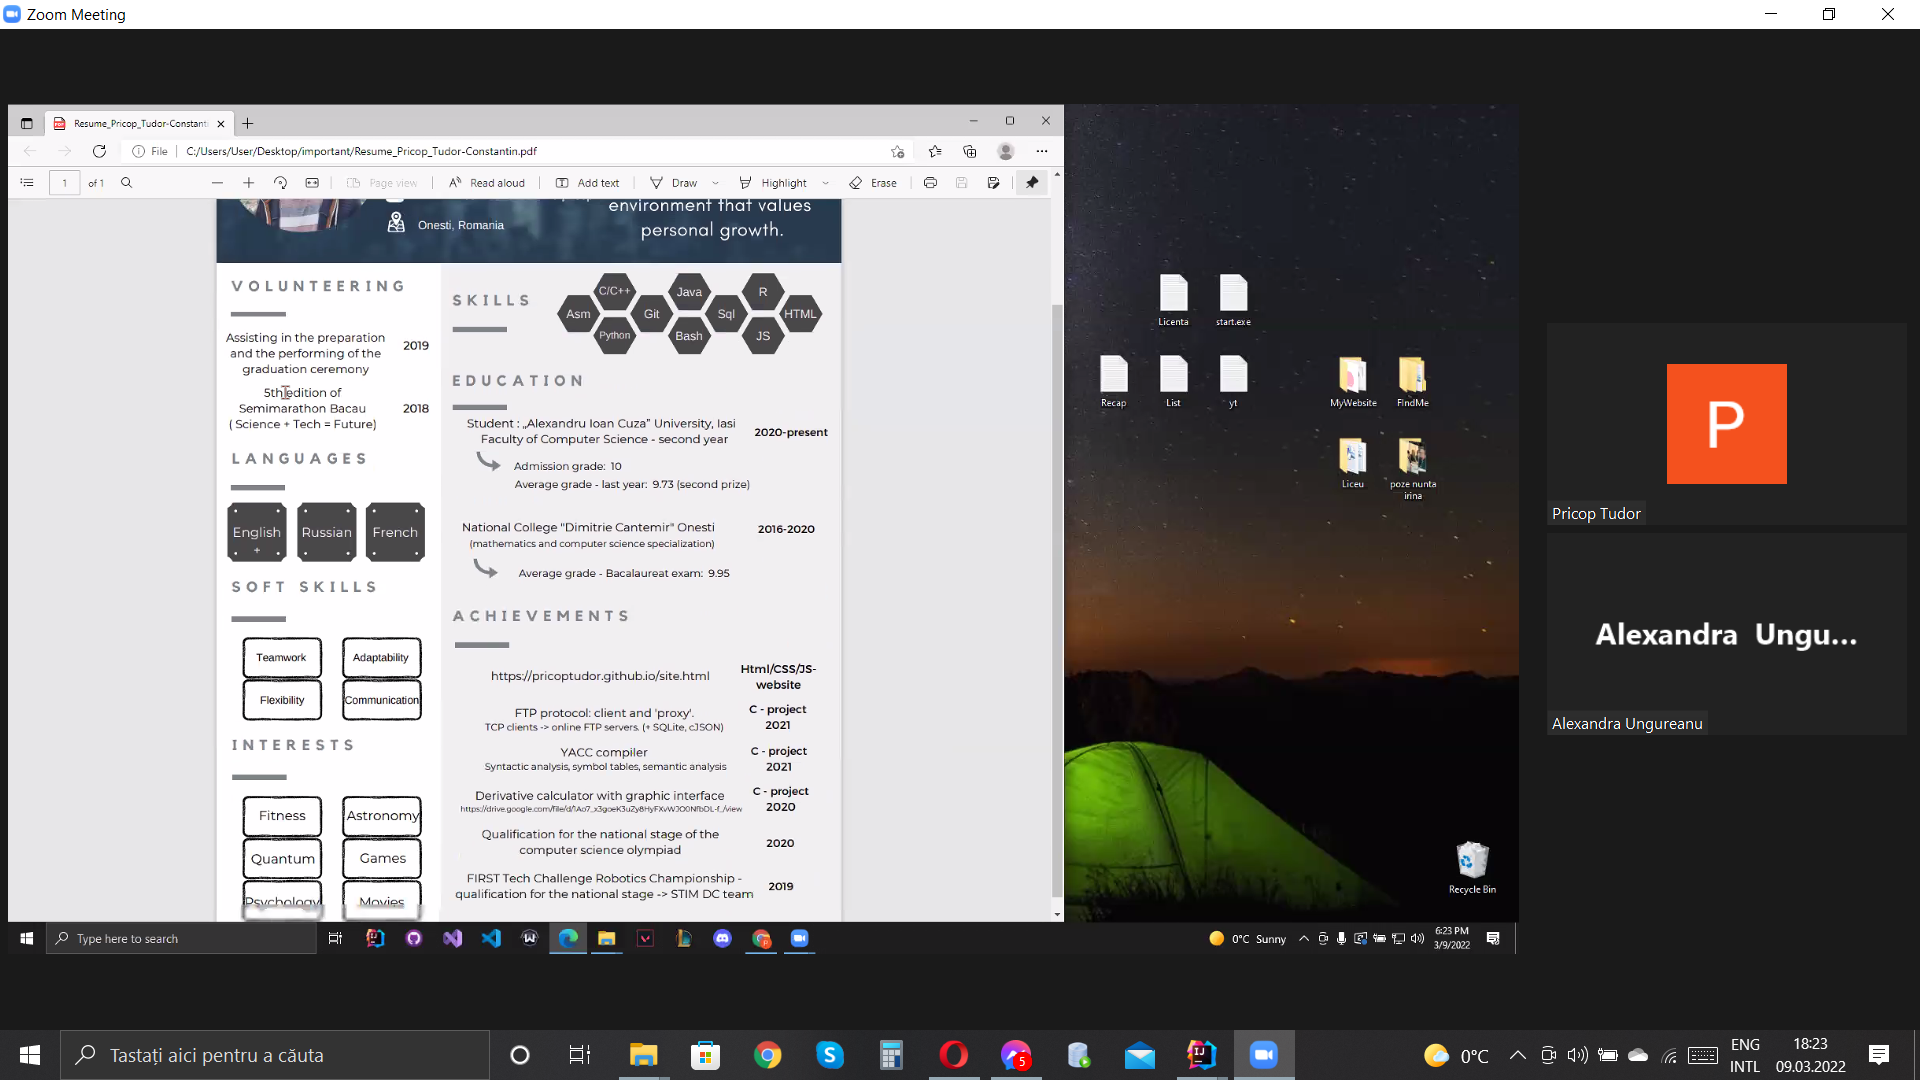 Zoom Meeting
Resume_Pricop_Tudor-Constanti
File
C:/Users/User/Desktop/important/Resume_Pricop_Tudor-Constantin.pdf
1
of 1
Page view
Read aloud
Add text
Draw
Highlight
Erase
environment that values
personal growth.
Onesti, Romania
VOLUNTEERING
Assisting in the preparation
and the performing of the
graduation ceremony
2019
5th edition of
Semimarathon Bacau
( Science + Tech = Future)
2018
LANGUAGES
English
+
Russian
French
SOFT SKILLS
Teamwork
Adaptability
Flexibility
Communication
INTERESTS
Fitness
Astronomy
Quantum
Games
Psychology
Movies
SKILLS
C/C++
Java
R
Asm
Git
Sql
HTML
Python
Bash
JS
EDUCATION
Student : „Alexandru Ioan Cuza” University, Iasi
Faculty of Computer Science - second year
2020-present
Admission grade: 10
Average grade - last year: 9.73 (second prize)
National College "Dimitrie Cantemir" Onesti
(mathematics and computer science specialization)
2016-2020
Average grade - Bacalaureat exam: 9.95
ACHIEVEMENTS
https://pricoptudor.github.io/site.html
Html/CSS/JS-
website
FTP protocol: client and 'proxy'.
TCP clients -> online FTP servers. (+ SQLite, cJSON)
C - project
2021
YACC compiler
Syntactic analysis, symbol tables, semantic analysis
C - project
2021
Derivative calculator with graphic interface
C - project
2020
Qualification for the national stage of the
computer science olympiad
2020
FIRST Tech Challenge Robotics Championship -
qualification for the national stage -> STIM DC team
2019
Licenta
start.exe
Recap
List
yt
MyWebsite
FindMe
Liceu
poze nunta
irina
Recycle Bin
Type here to search
0°C Sunny
6:23 PM
3/9/2022
P
Pricop Tudor
Alexandra Ungu...
Alexandra Ungureanu
Tastați aici pentru a căuta
5
0°C
ENG
INTL
18:23
09.03.2022